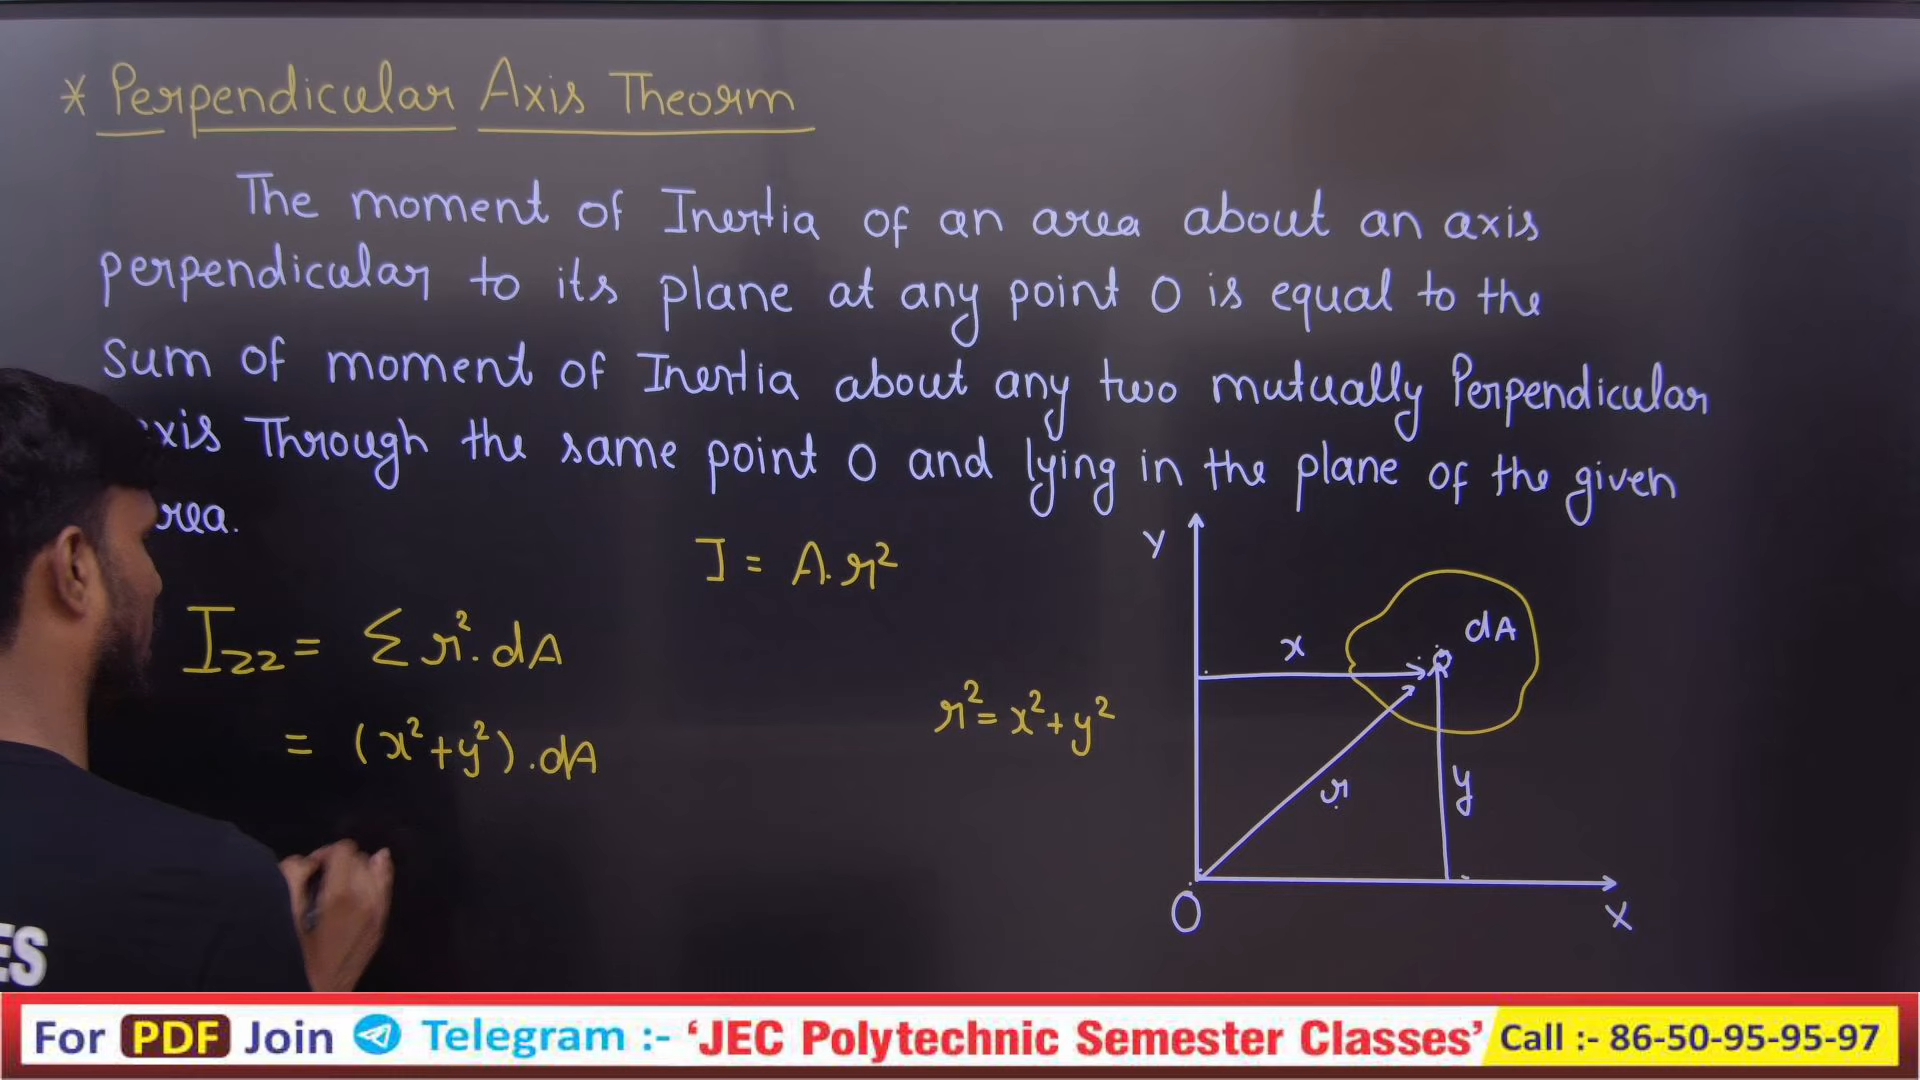 * Perpendicular Axis Theorm
The moment of Inertia of an area about an axis
perpendicular to its plane at any point O is equal to the
Sum of moment of Inertia about any two mutually Perpendicular
xis Through the same point O and lying in the plane of the given
rea.
I = A.r²
Izz = Σ r².dA
= (x²+y²).dA
r² = x²+y²
Y
x
dA
r
y
O
X
ES
For PDF Join Telegram :- ‘JEC Polytechnic Semester Classes’ Call :- 86-50-95-95-97